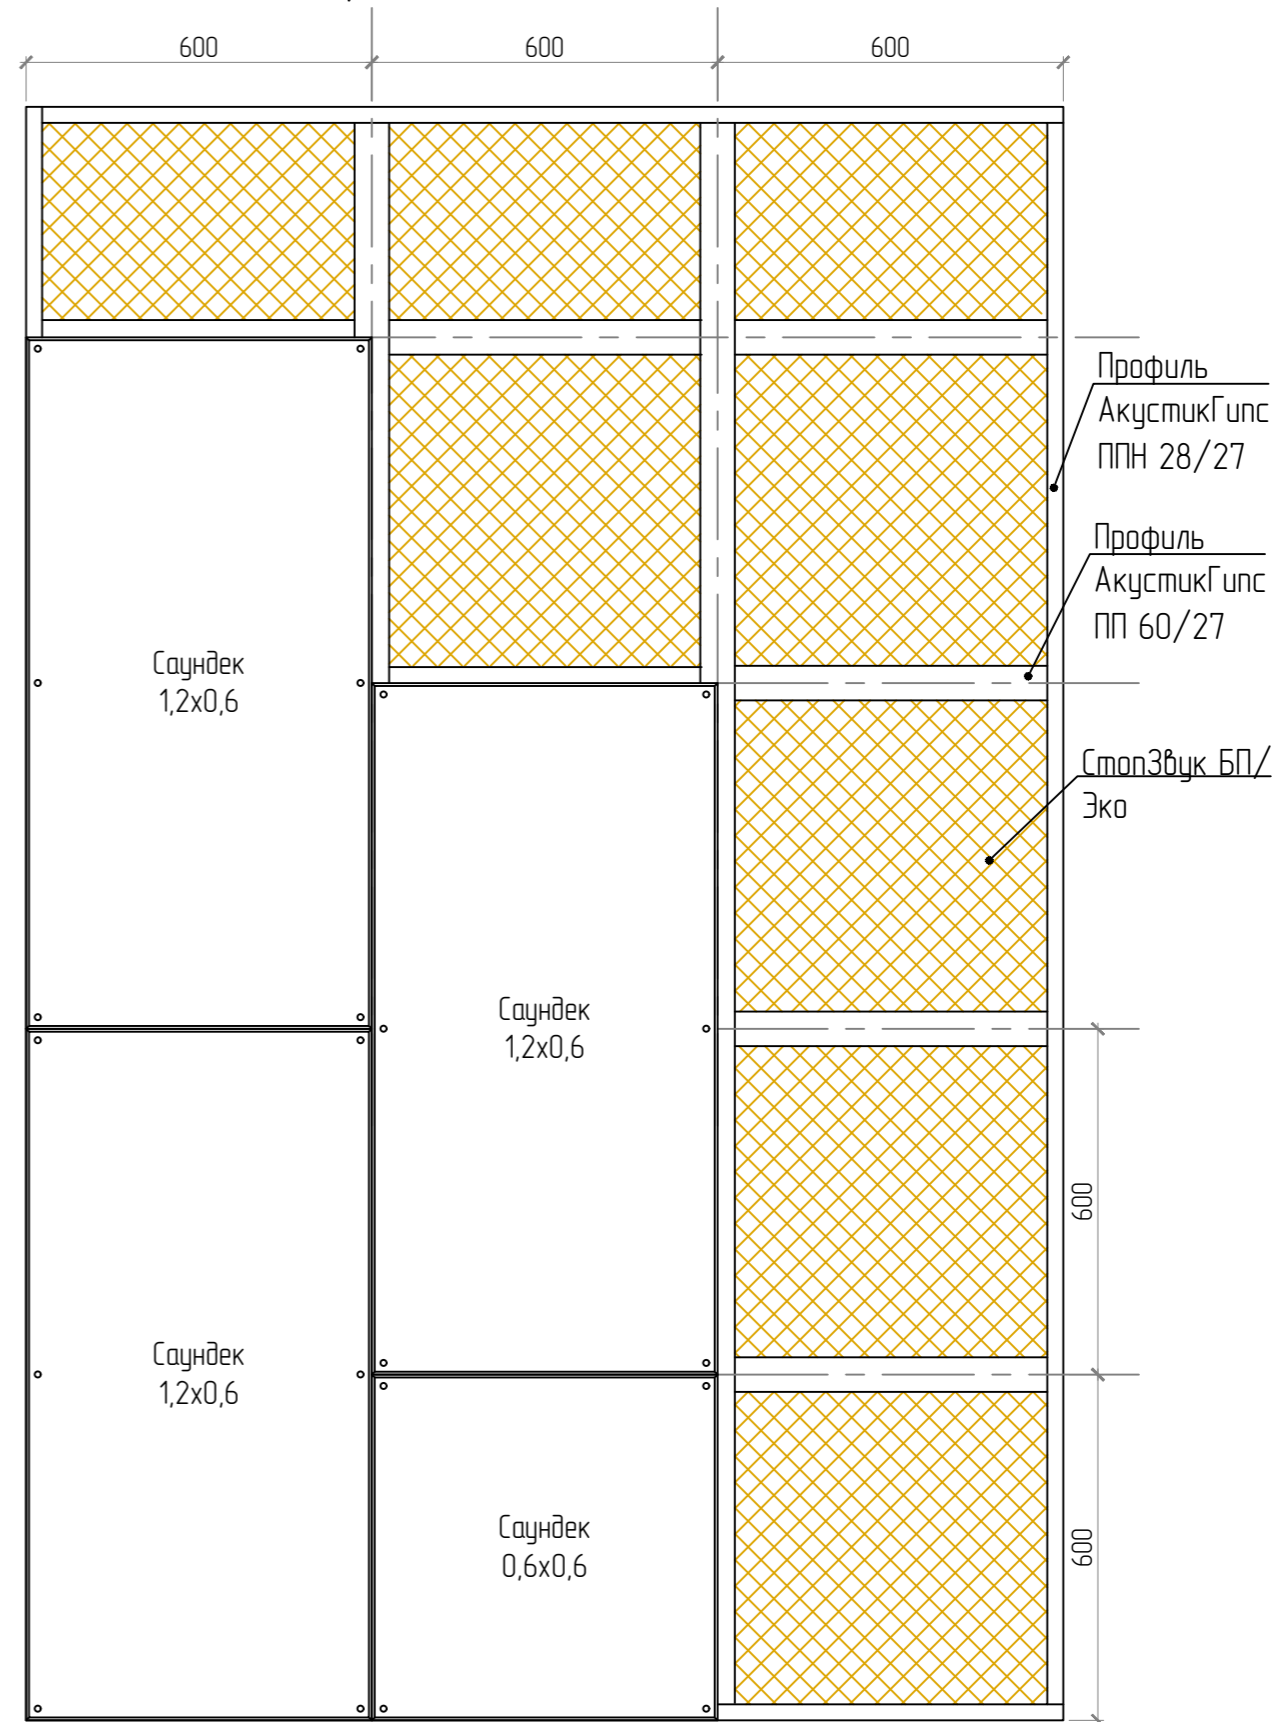 600
600
600
Профиль
АкустикГипс
ППН 28/27
Профиль
АкустикГипс
ПП 60/27
Саундек
1,2х0,6
СтопЗвук БП/
Эко
Саундек
1,2х0,6
600
Саундек
1,2х0,6
Саундек
0,6х0,6
600